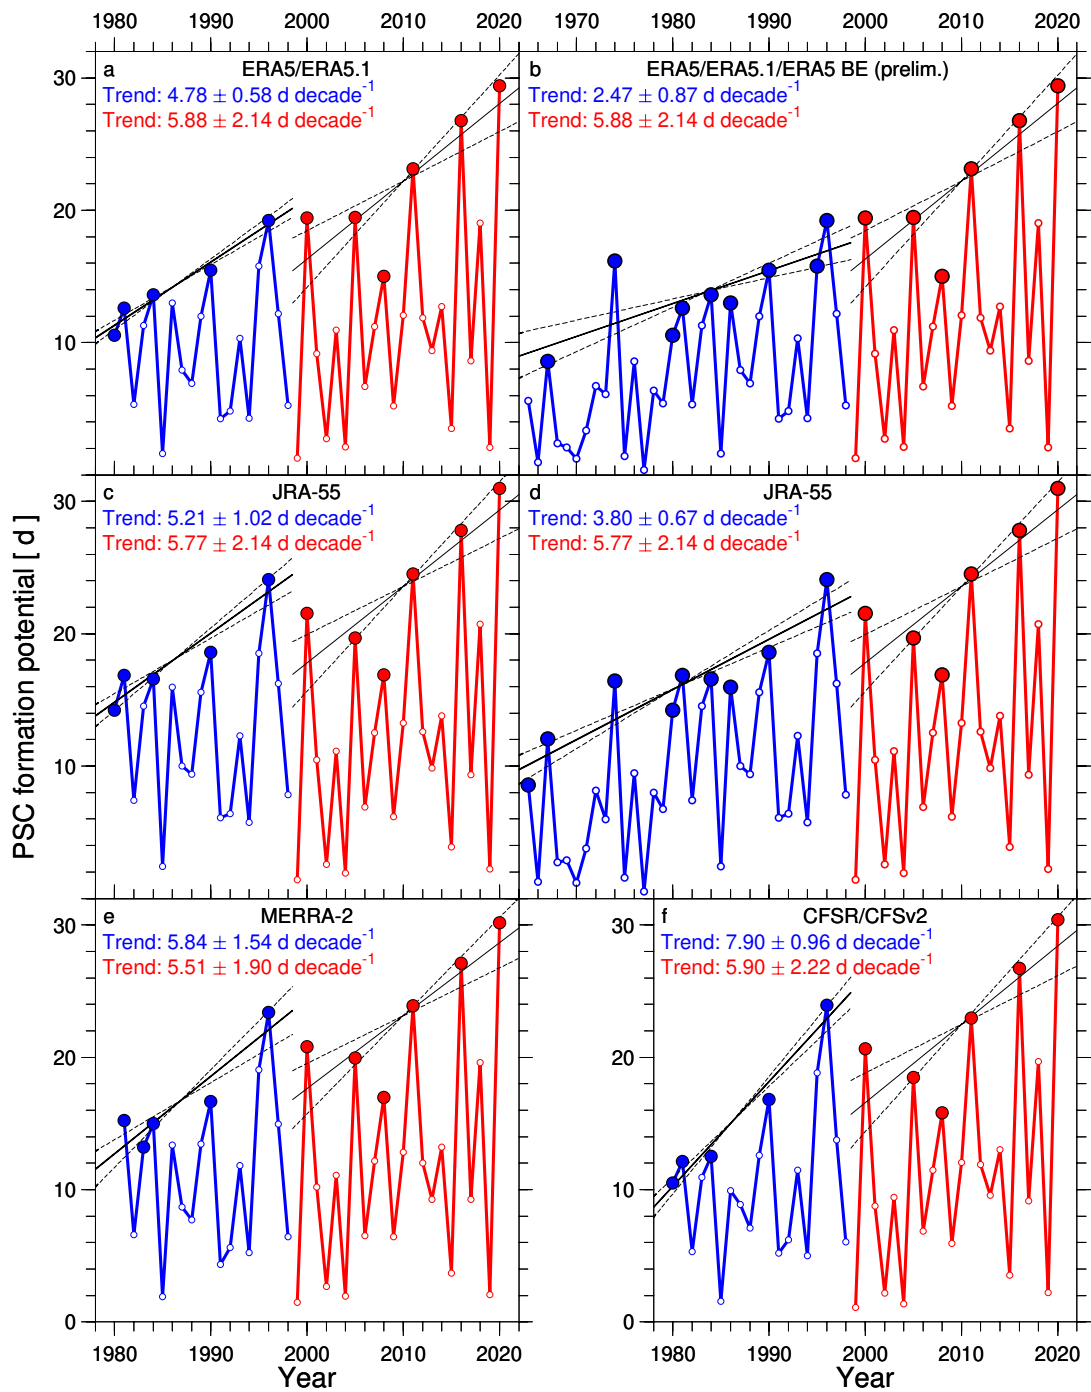 1980 1990 2000 2010 2020 1970 1980 1990 2000 2010 2020
a ERA5/ERA5.1
Trend: 4.78 ± 0.58 d decade⁻¹
Trend: 5.88 ± 2.14 d decade⁻¹
b ERA5/ERA5.1/ERA5 BE (prelim.)
Trend: 2.47 ± 0.87 d decade⁻¹
Trend: 5.88 ± 2.14 d decade⁻¹
30
20
10
c JRA-55
Trend: 5.21 ± 1.02 d decade⁻¹
Trend: 5.77 ± 2.14 d decade⁻¹
d JRA-55
Trend: 3.80 ± 0.67 d decade⁻¹
Trend: 5.77 ± 2.14 d decade⁻¹
30
20
10
PSC formation potential [ d ]
e MERRA-2
Trend: 5.84 ± 1.54 d decade⁻¹
Trend: 5.51 ± 1.90 d decade⁻¹
f CFSR/CFSv2
Trend: 7.90 ± 0.96 d decade⁻¹
Trend: 5.90 ± 2.22 d decade⁻¹
30
20
10
0
1980 1990 2000 2010 2020 1980 1990 2000 2010 2020
Year Year